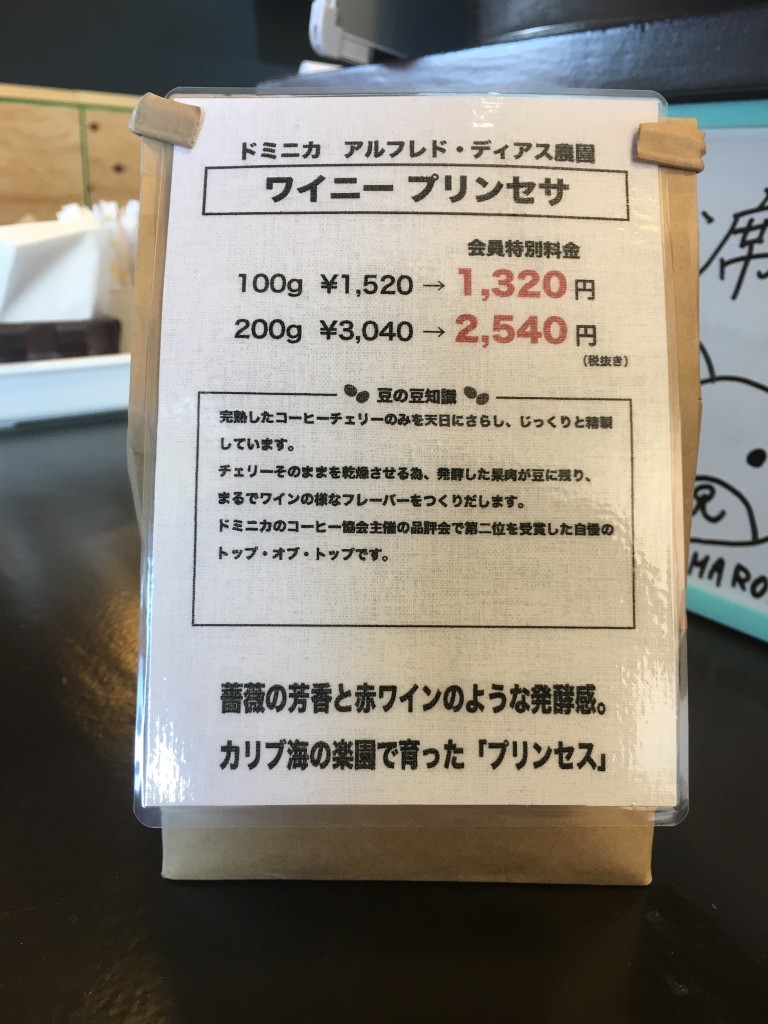 ドミニカ　アルフレド・ディアス農園
ワイニー プリンセサ
会員特別料金
100g ¥1,520 → 1,320 円
200g ¥3,040 → 2,540 円
（税抜き）
豆の豆知識
完熟したコーヒーチェリーのみを天日にさらし、じっくりと精製
しています。
チェリーそのままを乾燥させる為、発酵した果肉が豆に残り、
まるでワインの様なフレーバーをつくりだします。
ドミニカのコーヒー協会主催の品評会で第二位を受賞した自慢の
トップ・オブ・トップです。
薔薇の芳香と赤ワインのような発酵感。
カリブ海の楽園で育った「プリンセス」
席
MARO